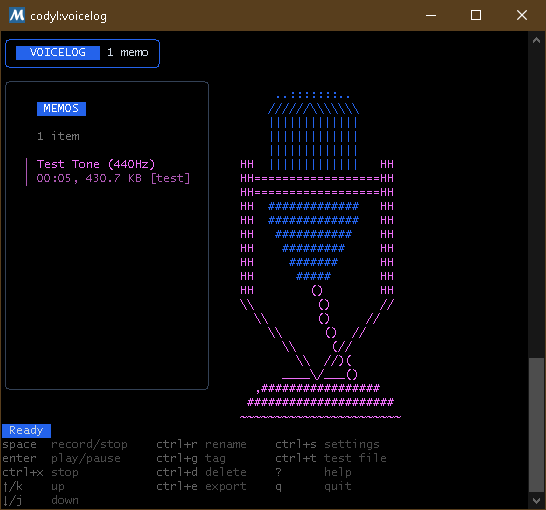 codyl:voicelog
VOICELOG 1 memo
MEMOS
1 item
Test Tone (440Hz)
00:05, 430.7 KB [test]
Ready
space record/stop ctrl+r rename ctrl+s settings
enter play/pause ctrl+g tag ctrl+t test file
ctrl+x stop ctrl+d delete ? help
↑/k up ctrl+e export q quit
↓/j down